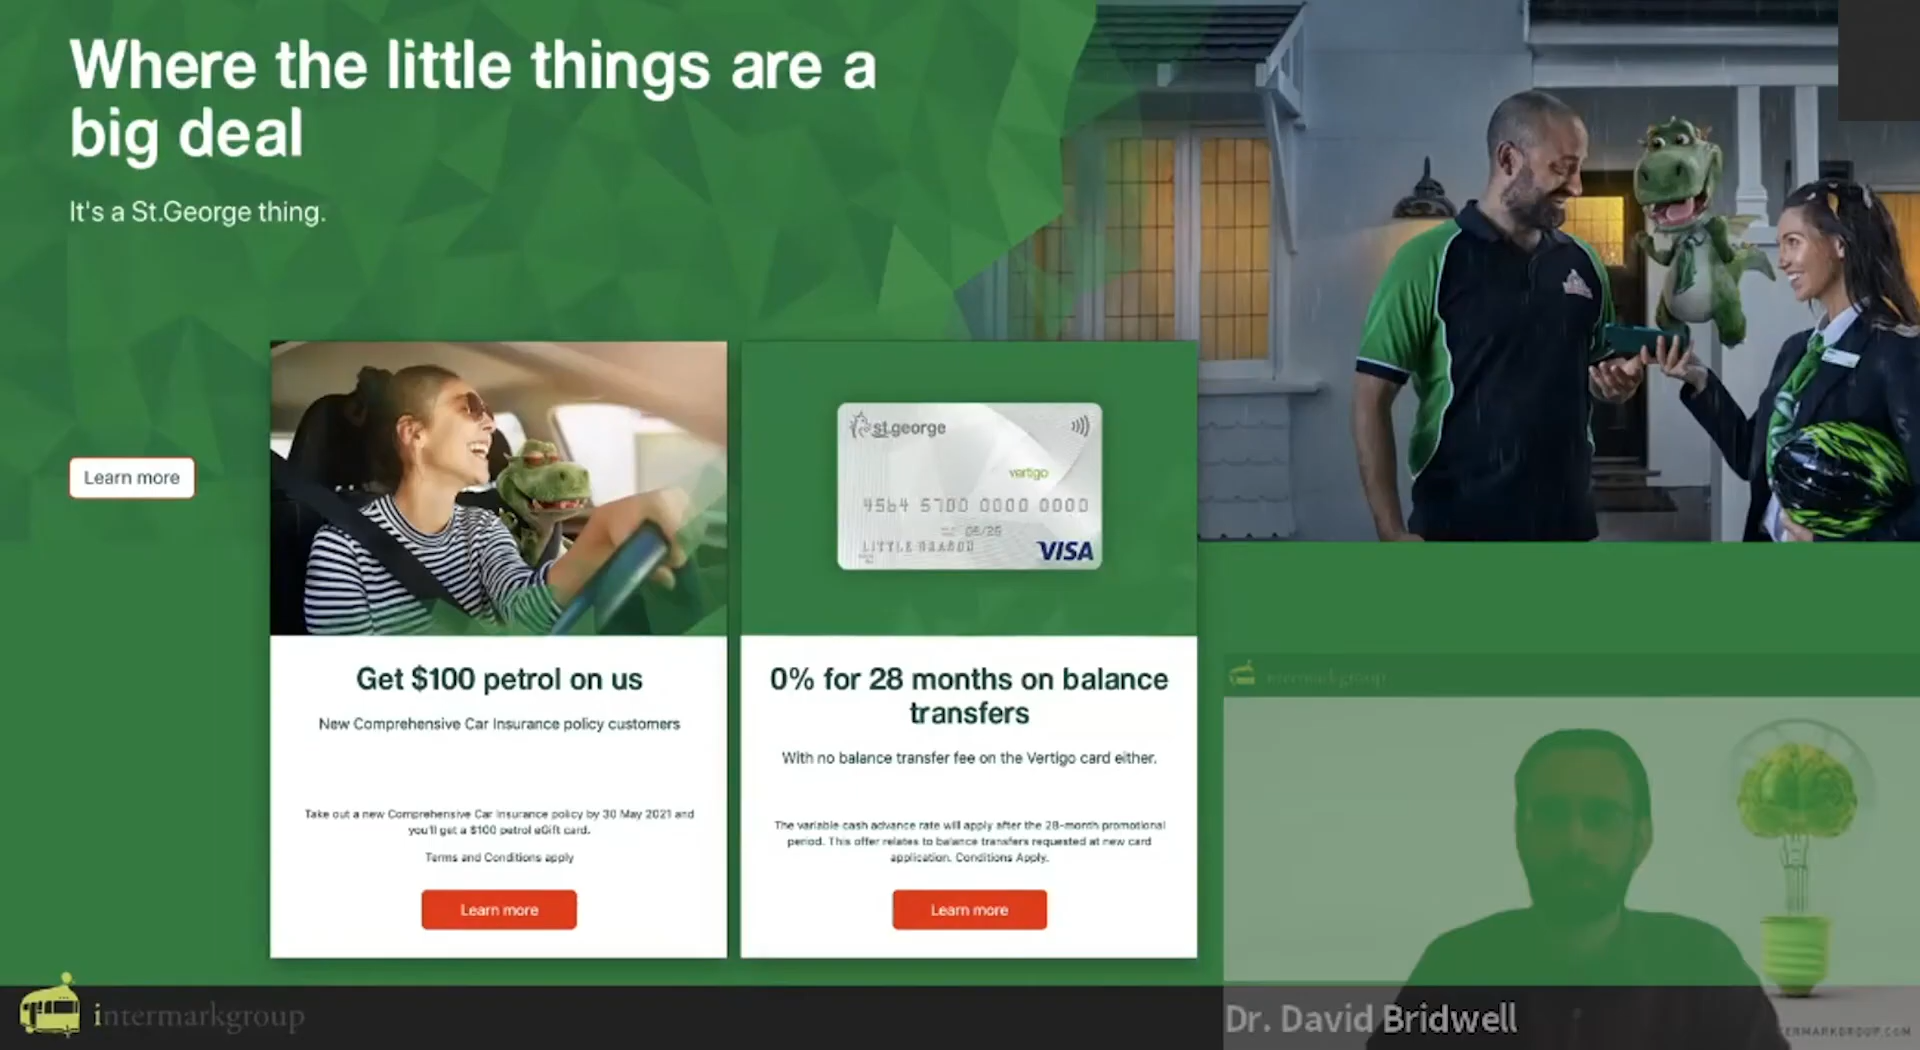 Where the little things are a
big deal
It's a St.George thing.
Learn more
st.george
vertigo
4564 5700 0000 0000
05/25
VISA
Get $100 petrol on us
New Comprehensive Car Insurance policy customers
Take out a new Comprehensive Car Insurance policy by 30 May 2021 and
you'll get a $100 petrol eGift card.
Terms and Conditions apply
Learn more
0% for 28 months on balance
transfers
With no balance transfer fee on the Vertigo card either.
The variable cash advance rate will apply after the 28-month promotional
period. This offer relates to balance transfers requested at new card
application. Conditions Apply.
Learn more
intermarkgroup
intermarkgroup
Dr. David Bridwell